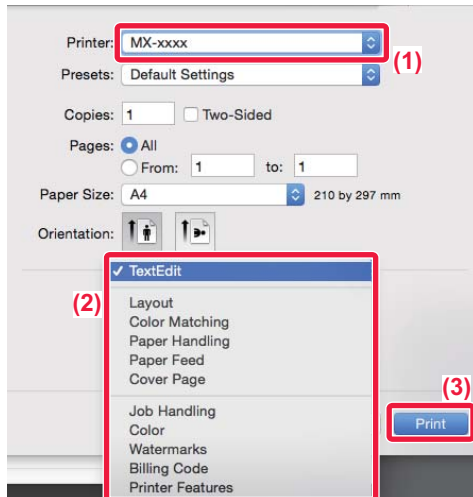 Printer: MX-xxxx
(1)
Presets: Default Settings
Copies: 1 Two-Sided
Pages: All
From: 1 to: 1
Paper Size: A4 210 by 297 mm
Orientation:
✓ TextEdit
(2)
Layout
Color Matching
Paper Handling
Paper Feed
Cover Page
(3)
Job Handling
Print
Color
Watermarks
Billing Code
Printer Features